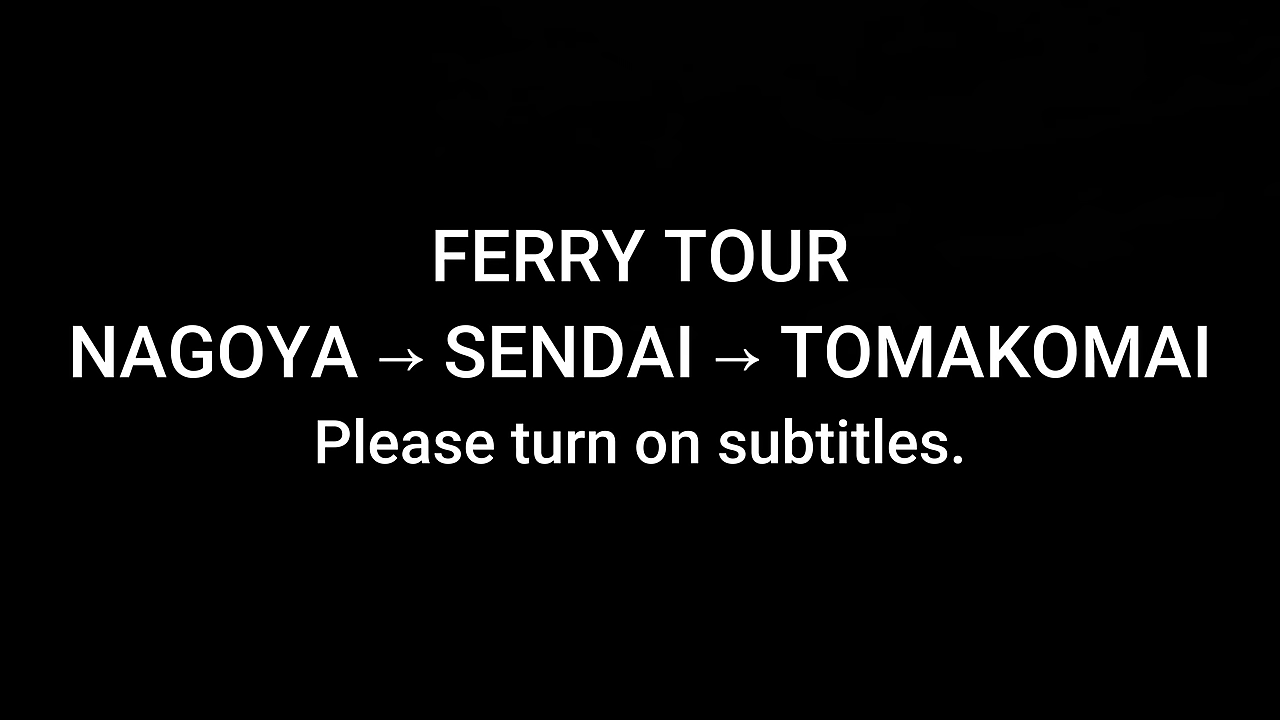 FERRY TOUR
NAGOYA → SENDAI → TOMAKOMAI
Please turn on subtitles.